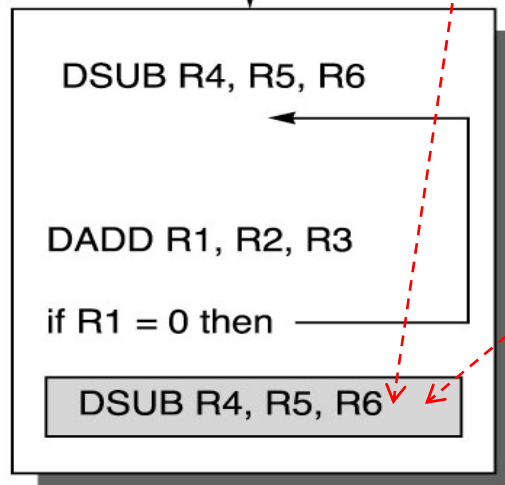 DSUB R4, R5, R6
DADD R1, R2, R3
if R1 = 0 then
DSUB R4, R5, R6